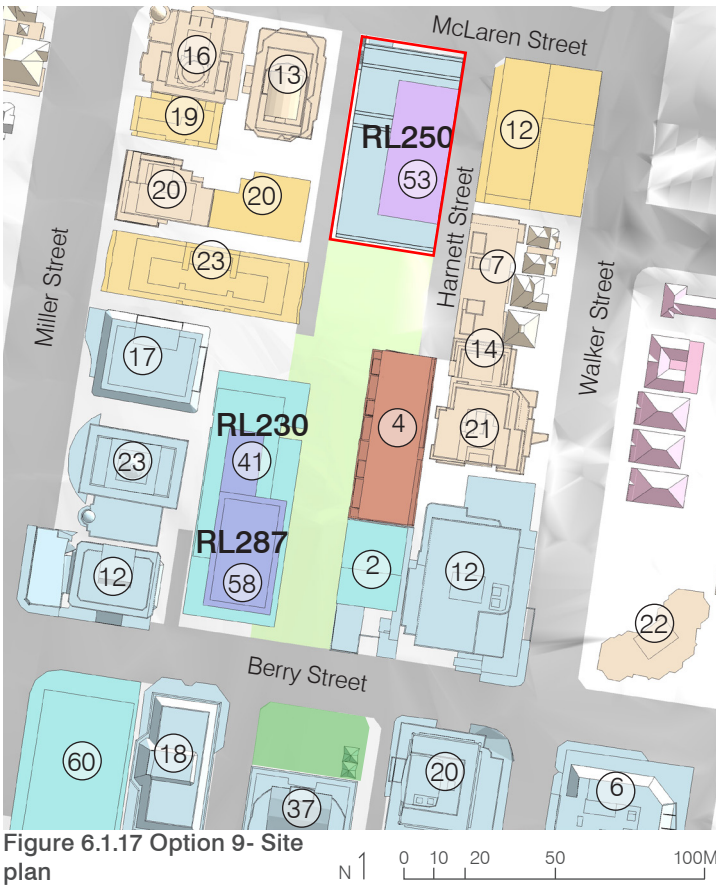 McLaren Street
16
13
19
12
RL250
53
20
20
Harnett Street
23
7
Miller Street
Walker Street
17
14
RL230
4
21
23
41
RL287
12
58
2
12
22
Berry Street
60
18
20
37
6
Figure 6.1.17 Option 9- Site
plan
N
0 10 20 50 100M